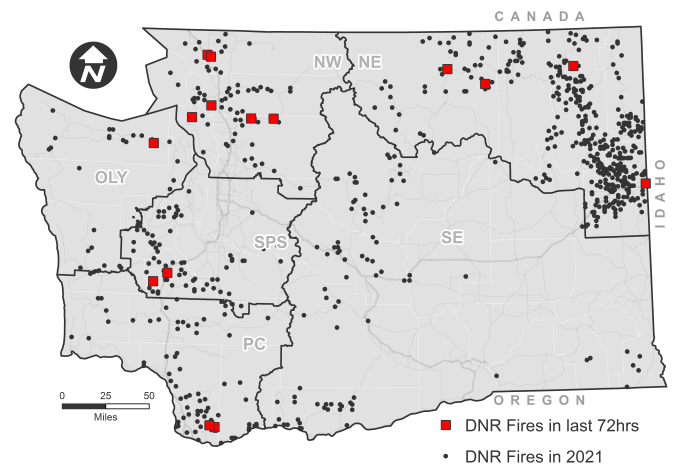 CANADA
N
NW NE
OLY
IDAHO
SPS
SE
PC
0 25 50
Miles
OREGON
DNR Fires in last 72hrs
DNR Fires in 2021